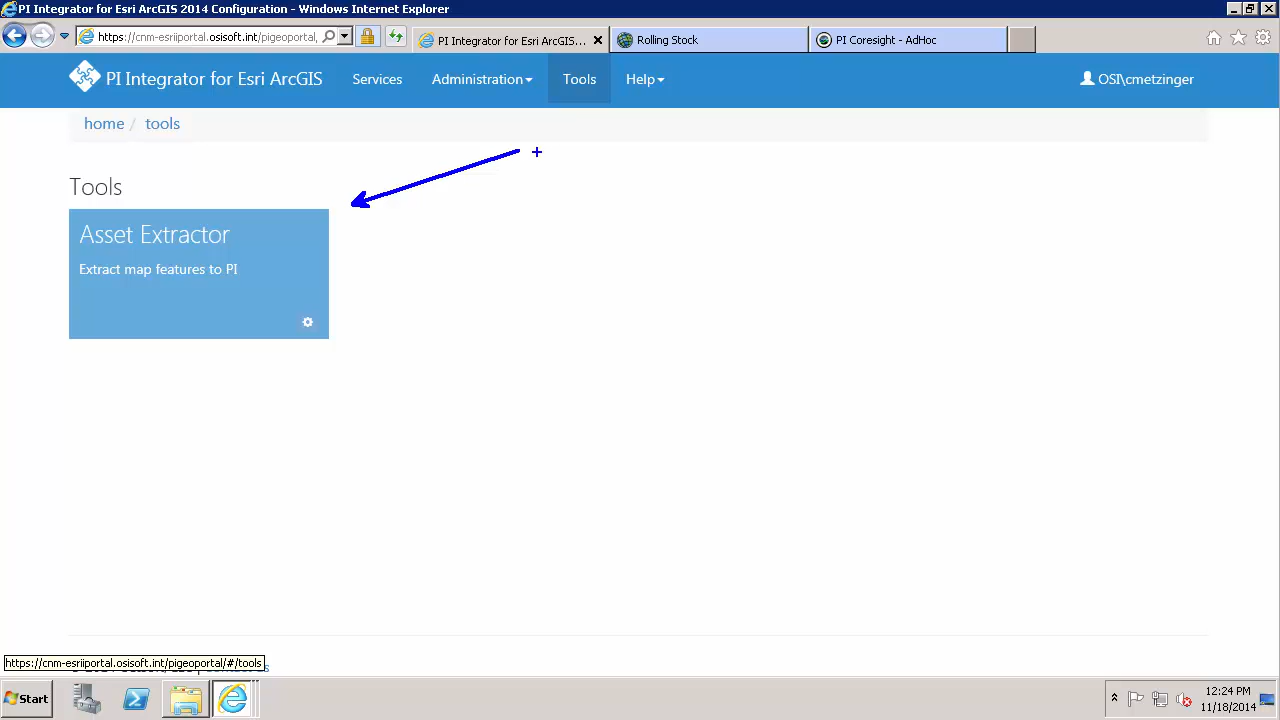 PI Integrator for Esri ArcGIS 2014 Configuration - Windows Internet Explorer
https://cnm-esriiportal.osisoft.int/pigeoportal,
PI Integrator for Esri ArcGIS...
Rolling Stock
PI Coresight - AdHoc
PI Integrator for Esri ArcGIS
Services
Administration
Tools
Help
OSI\cmetzinger
home / tools
Tools
Asset Extractor
Extract map features to PI
https://cnm-esriiportal.osisoft.int/pigeoportal/#/tools
Start
12:24 PM
11/18/2014